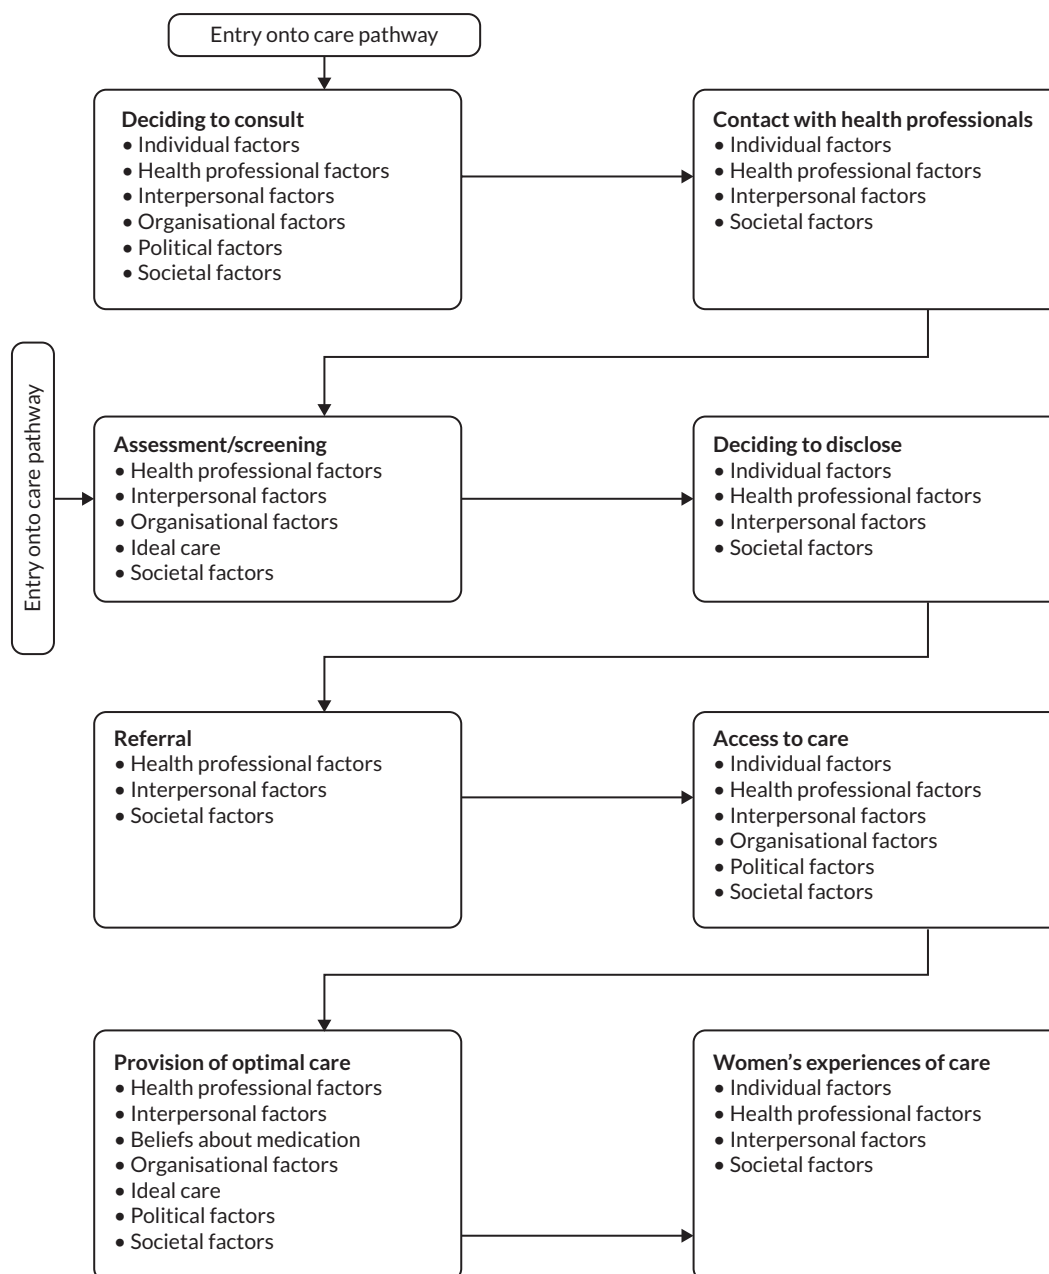 Entry onto care pathway
Deciding to consult
• Individual factors
• Health professional factors
• Interpersonal factors
• Organisational factors
• Political factors
• Societal factors
Contact with health professionals
• Individual factors
• Health professional factors
• Interpersonal factors
• Societal factors
Entry onto care pathway
Assessment/screening
• Health professional factors
• Interpersonal factors
• Organisational factors
• Ideal care
• Societal factors
Deciding to disclose
• Individual factors
• Health professional factors
• Interpersonal factors
• Societal factors
Referral
• Health professional factors
• Interpersonal factors
• Societal factors
Access to care
• Individual factors
• Health professional factors
• Interpersonal factors
• Organisational factors
• Political factors
• Societal factors
Provision of optimal care
• Health professional factors
• Interpersonal factors
• Beliefs about medication
• Organisational factors
• Ideal care
• Political factors
• Societal factors
Women’s experiences of care
• Individual factors
• Health professional factors
• Interpersonal factors
• Societal factors